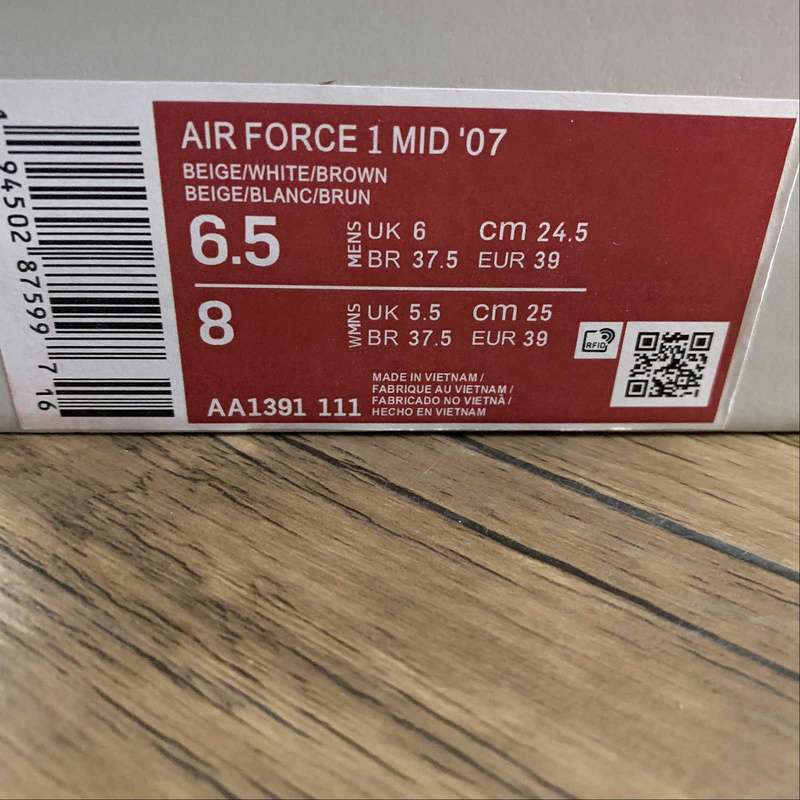 AIR FORCE 1 MID '07
BEIGE/WHITE/BROWN
BEIGE/BLANC/BRUN
6.5 MENS UK 6 cm 24.5
BR 37.5 EUR 39
8 WMNS UK 5.5 cm 25
BR 37.5 EUR 39
RFID
AA1391 111
MADE IN VIETNAM /
FABRIQUE AU VIETNAM /
FABRICADO NO VIETNÃ /
HECHO EN VIETNAM
94502 87599 7 16